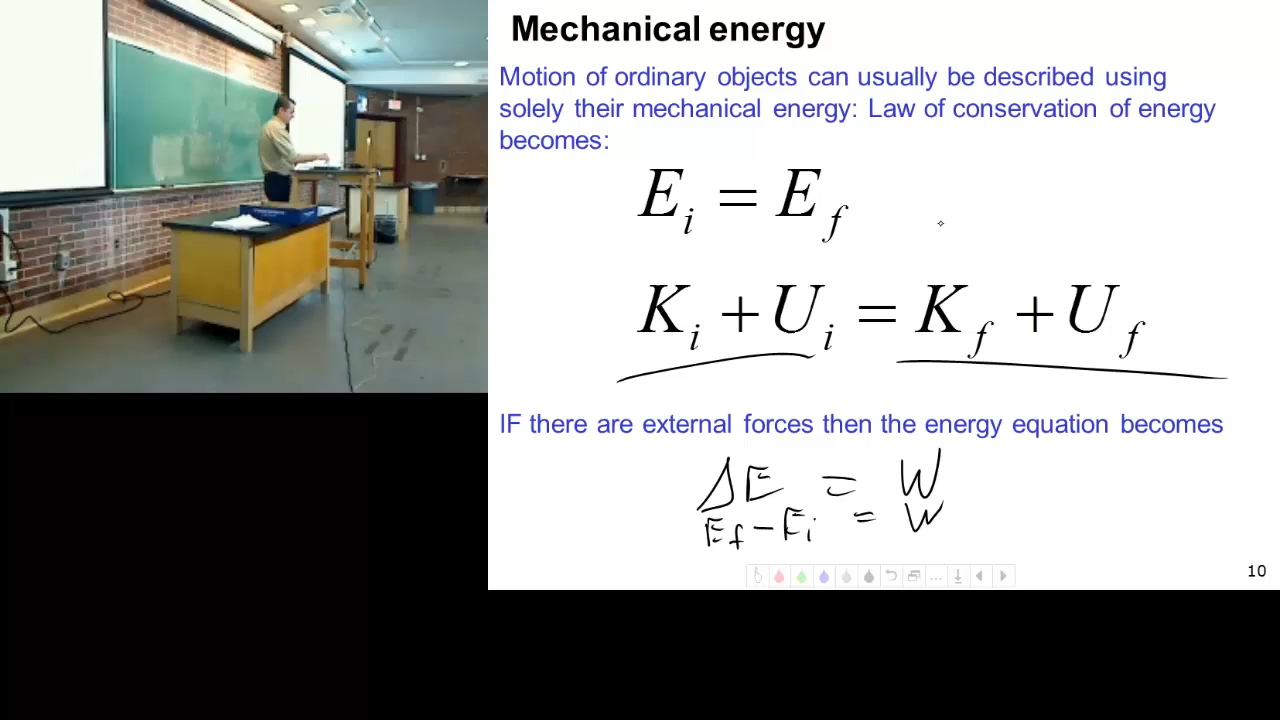 Mechanical energy
Motion of ordinary objects can usually be described using
solely their mechanical energy: Law of conservation of energy
becomes:
E_i = E_f
K_i + U_i = K_f + U_f
IF there are external forces then the energy equation becomes
ΔE = W
E_f - E_i = W
10